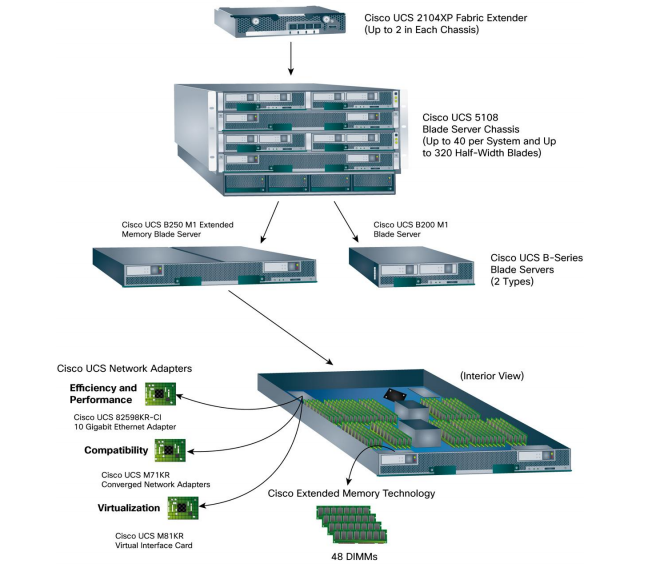 Cisco UCS 2104XP Fabric Extender
(Up to 2 in Each Chassis)
Cisco UCS 5108
Blade Server Chassis
(Up to 40 per System and Up
to 320 Half-Width Blades)
Cisco UCS B250 M1 Extended
Memory Blade Server
Cisco UCS B200 M1
Blade Server
Cisco UCS B-Series
Blade Servers
(2 Types)
Cisco UCS Network Adapters
(Interior View)
Efficiency and
Performance
Cisco UCS 82598KR-CI
10 Gigabit Ethernet Adapter
Compatibility
Cisco UCS M71KR
Converged Network Adapters
Virtualization
Cisco UCS M81KR
Virtual Interface Card
Cisco Extended Memory Technology
48 DIMMs